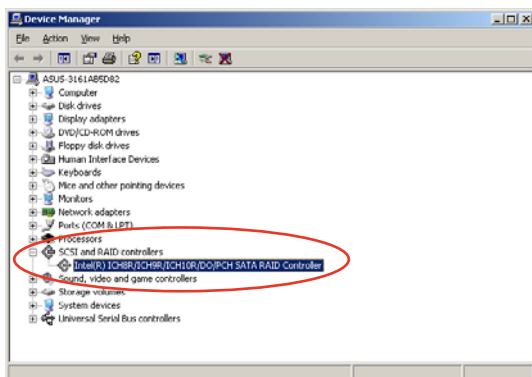 Device Manager
File Action View Help
ASUS-3161A85D82
Computer
Disk drives
Display adapters
DVD/CD-ROM drives
Floppy disk drives
Human Interface Devices
Keyboards
Mice and other pointing devices
Monitors
Network adapters
Ports (COM & LPT)
Processors
SCSI and RAID controllers
Intel(R) ICH8R/ICH9R/ICH10R/DO/PCH SATA RAID Controller
Sound, video and game controllers
Storage volumes
System devices
Universal Serial Bus controllers